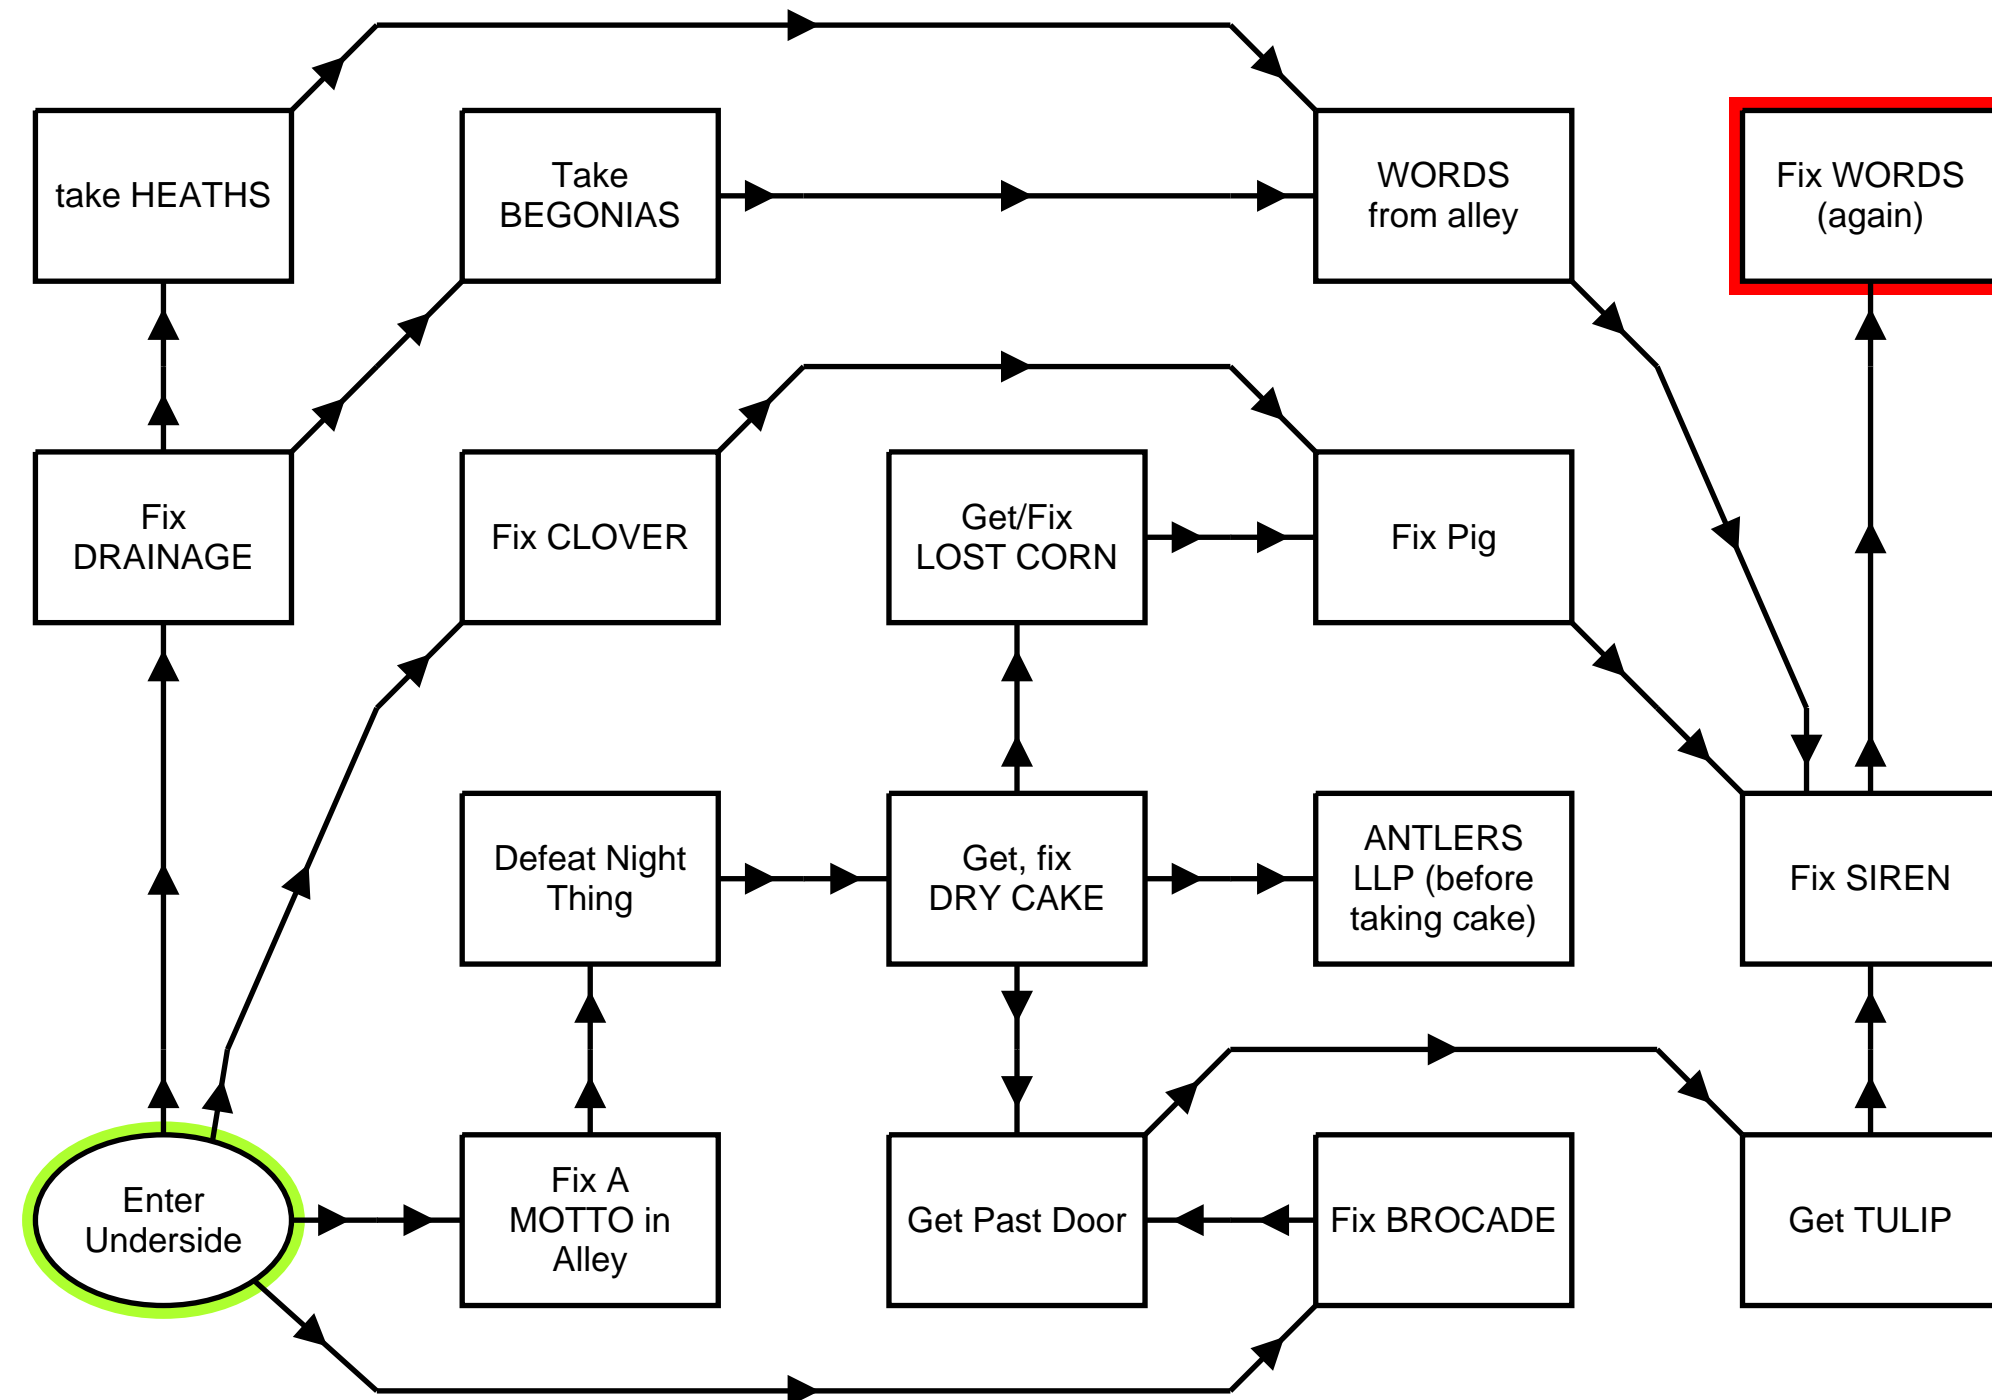 take HEATHS
Take
BEGONIAS
WORDS
from alley
Fix WORDS
(again)
Fix
DRAINAGE
Fix CLOVER
Get/Fix
LOST CORN
Fix Pig
Defeat Night
Thing
Get, fix
DRY CAKE
ANTLERS
LLP (before
taking cake)
Fix SIREN
Enter
Underside
Fix A
MOTTO in
Alley
Get Past Door
Fix BROCADE
Get TULIP